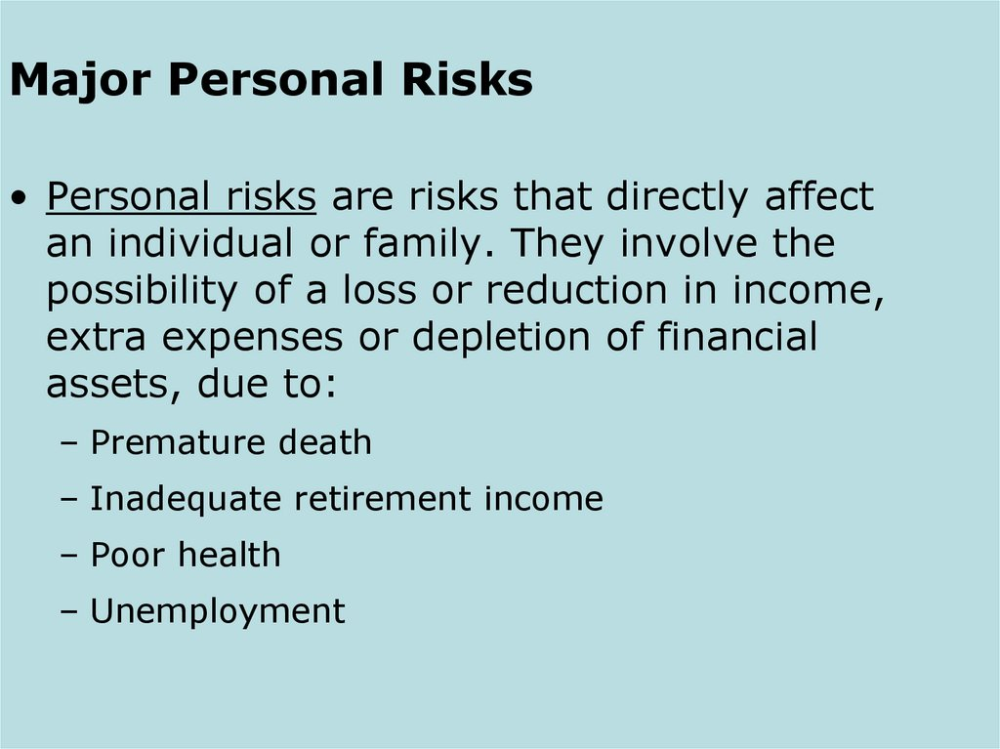 Major Personal Risks
• Personal risks are risks that directly affect
an individual or family. They involve the
possibility of a loss or reduction in income,
extra expenses or depletion of financial
assets, due to:
– Premature death
– Inadequate retirement income
– Poor health
– Unemployment